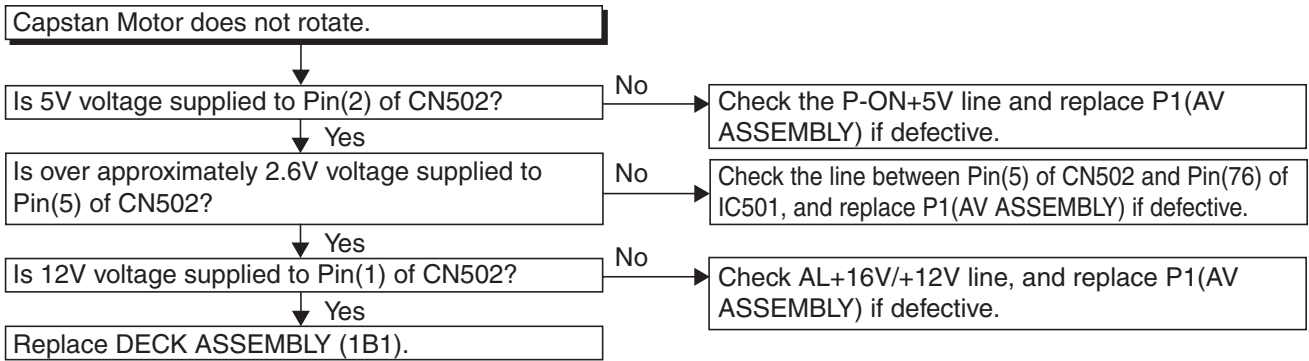 Capstan Motor does not rotate.
Is 5V voltage supplied to Pin(2) of CN502?
No
Check the P-ON+5V line and replace P1(AV
ASSEMBLY) if defective.
Yes
Is over approximately 2.6V voltage supplied to
Pin(5) of CN502?
No
Check the line between Pin(5) of CN502 and Pin(76) of
IC501, and replace P1(AV ASSEMBLY) if defective.
Yes
Is 12V voltage supplied to Pin(1) of CN502?
No
Check AL+16V/+12V line, and replace P1(AV
ASSEMBLY) if defective.
Yes
Replace DECK ASSEMBLY (1B1).